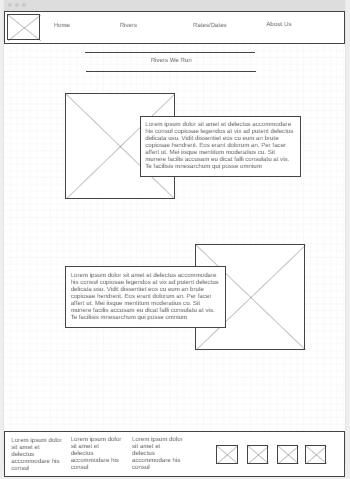 Home Rivers Rates/Dates About Us
Rivers We Run
Lorem ipsum dolor sit amet et delectus accommodare
his consul copiosae legendos at vix ad putent delectus
delicata usu. Vidit dissentiet eos cu eum an brute
copiosae conceptam. Eos erant dolorum an. Per facer
affert ut. Mei iisque mentitum moderatius cu. Sit
munere facilis accusam eu dicat falli consulatu at vis.
Te facilisis mnesarchum qui posse omnium
Lorem ipsum dolor sit amet et delectus accommodare
his consul copiosae legendos at vix ad putent delectus
delicata usu. Vidit dissentiet eos cu eum an brute
copiosae conceptam. Eos erant dolorum an. Per facer
affert ut. Mei iisque mentitum moderatius cu. Sit
munere facilis accusam eu dicat falli consulatu at vis.
Te facilisis mnesarchum qui posse omnium
Lorem ipsum dolor
sit amet et
delectus
accommodare his
consul
Lorem ipsum dolor
sit amet et
delectus
accommodare his
consul
Lorem ipsum dolor
sit amet et
delectus
accommodare his
consul